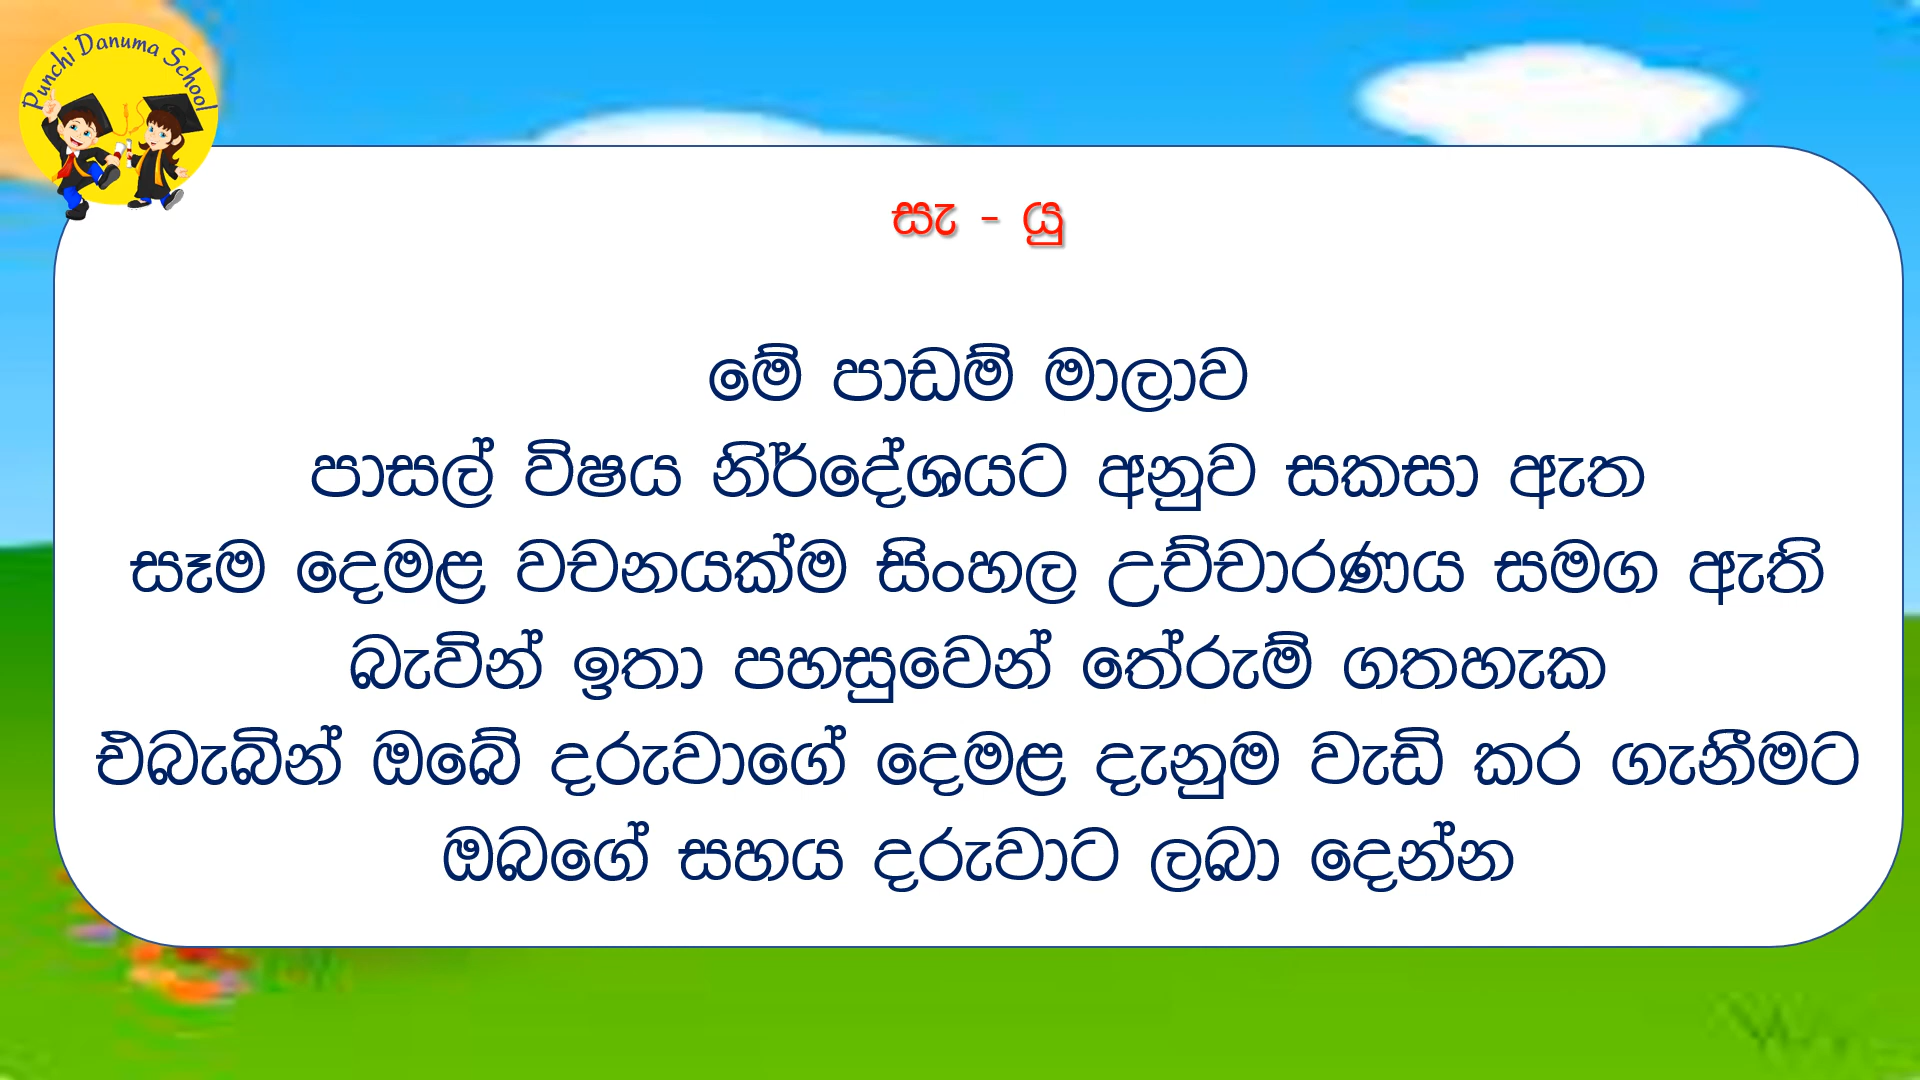 Punchi Danuma School
සැ - යු
මේ පාඩම් මාලාව
පාසල් විෂය නිර්දේශයට අනුව සකසා ඇත
සෑම දෙමළ වචනයක්ම සිංහල උච්චාරණය සමග ඇති
බැවින් ඉතා පහසුවෙන් තේරුම් ගතහැක
එබැබින් ඔබේ දරුවාගේ දෙමළ දැනුම වැඩි කර ගැනීමට
ඔබගේ සහය දරුවාට ලබා දෙන්න